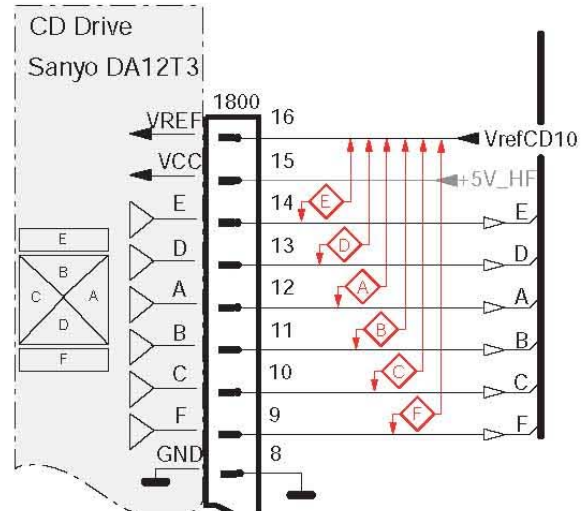 CD Drive
Sanyo DA12T3
1800
VREF 16 VrefCD10
VCC 15 +5V_HF
E 14 E E
D 13 D D
A 12 A A
B 11 B B
C 10 C C
F 9 F F
GND 8
E
B
C A
D
F